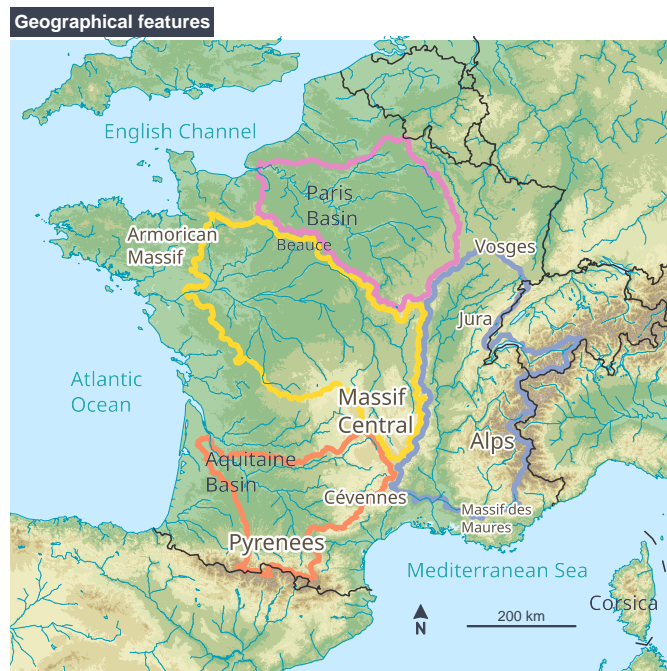 Geographical features
English Channel
Paris
Basin
Armorican
Massif
Beauce
Vosges
Jura
Atlantic
Ocean
Massif
Central
Alps
Aquitaine
Basin
Cévennes
Massif des
Maures
Pyrenees
Mediterranean Sea
Corsica
N
200 km